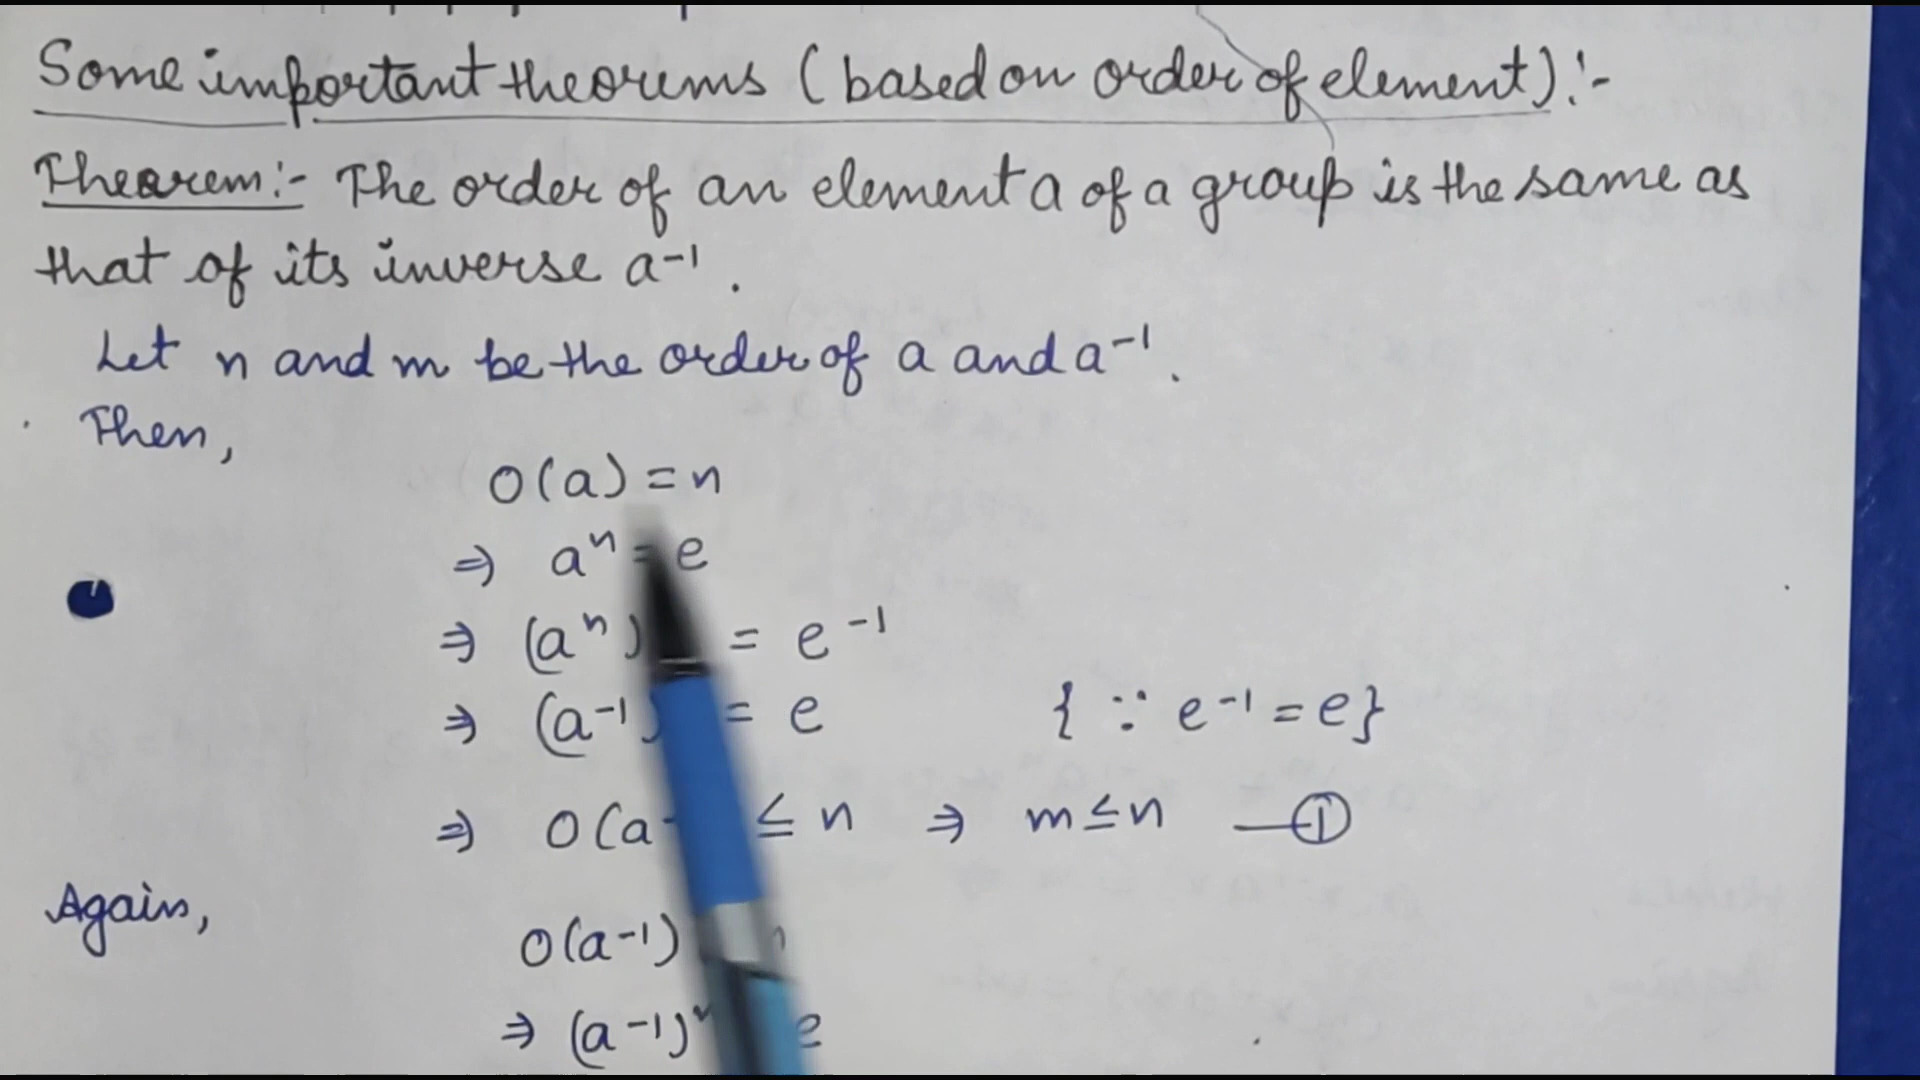 Some important theorems (based on order of element):-
Thearem:- The order of an element a of a group is the same as
that of its inverse a⁻¹.
Let n and m be the order of a and a⁻¹.
Then,
O(a) = n
⇒ aⁿ = e
⇒ (aⁿ) = e⁻¹
⇒ (a⁻¹) = e {∵ e⁻¹ = e}
⇒ O(a⁻ ≤ n ⇒ m ≤ n —①
Again,
O(a⁻¹)
⇒ (a⁻¹) e